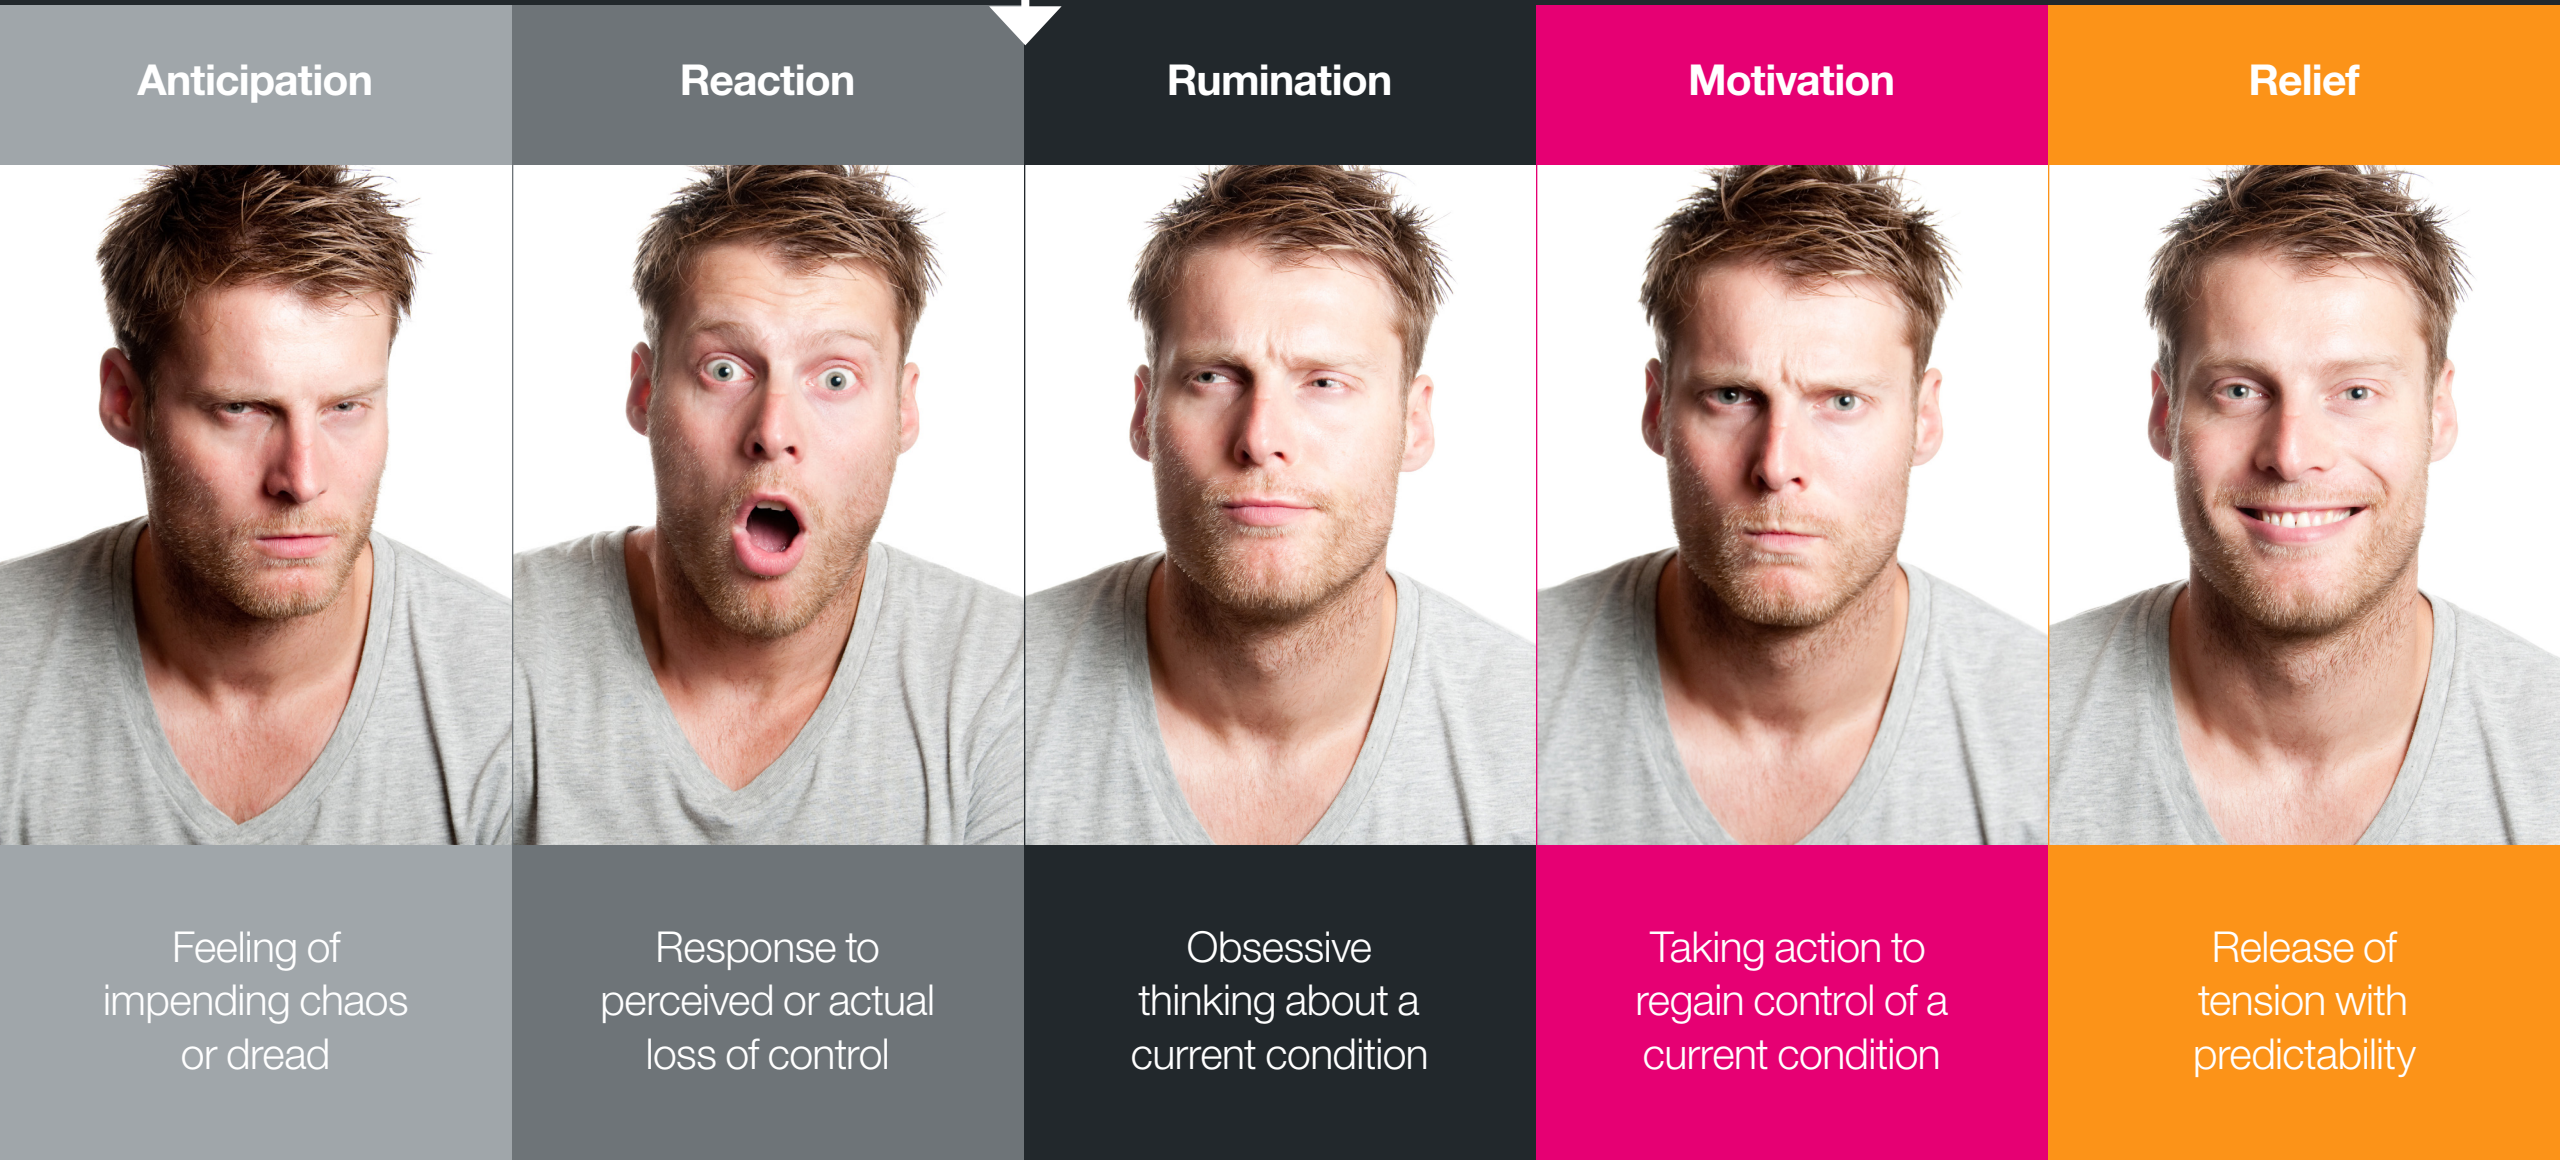 Anticipation
Reaction
Rumination
Motivation
Relief
Feeling of
impending chaos
or dread
Response to
perceived or actual
loss of control
Obsessive
thinking about a
current condition
Taking action to
regain control of a
current condition
Release of
tension with
predictability